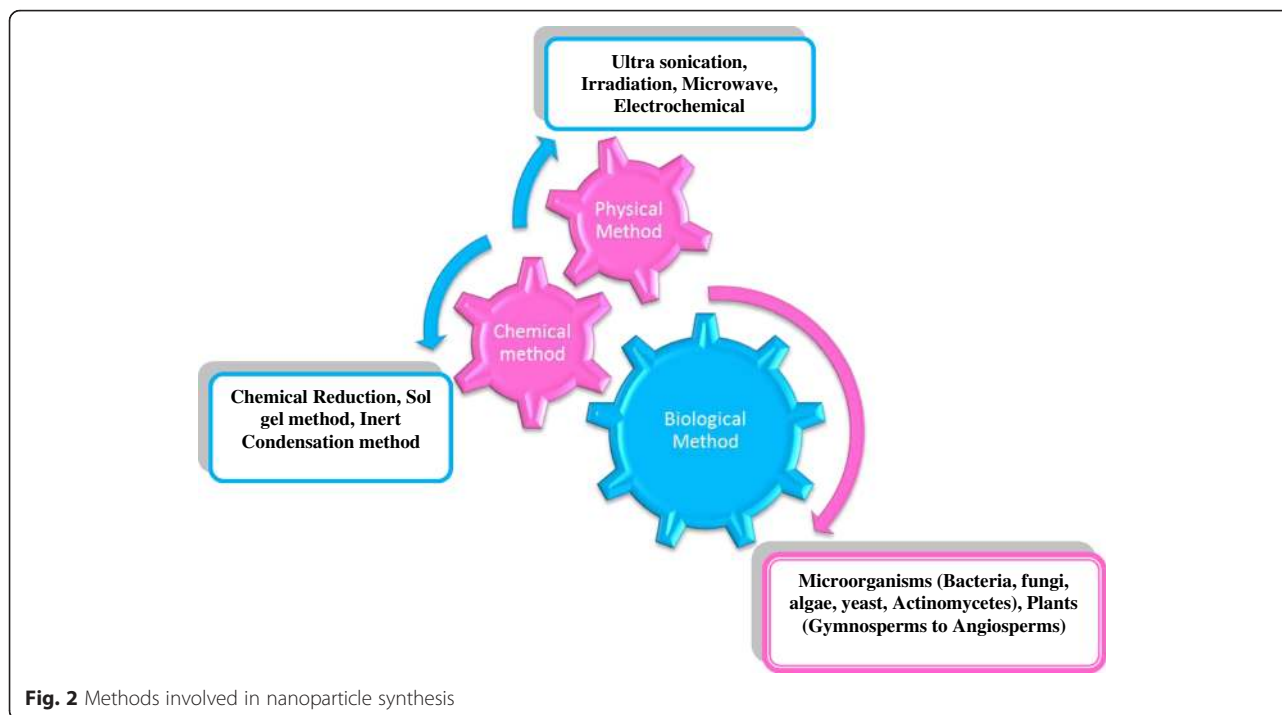 Ultra sonication,
Irradiation, Microwave,
Electrochemical
Physical
Method
Chemical
method
Chemical Reduction, Sol
gel method, Inert
Condensation method
Biological
Method
Microorganisms (Bacteria, fungi,
algae, yeast, Actinomycetes), Plants
(Gymnosperms to Angiosperms)
Fig. 2 Methods involved in nanoparticle synthesis